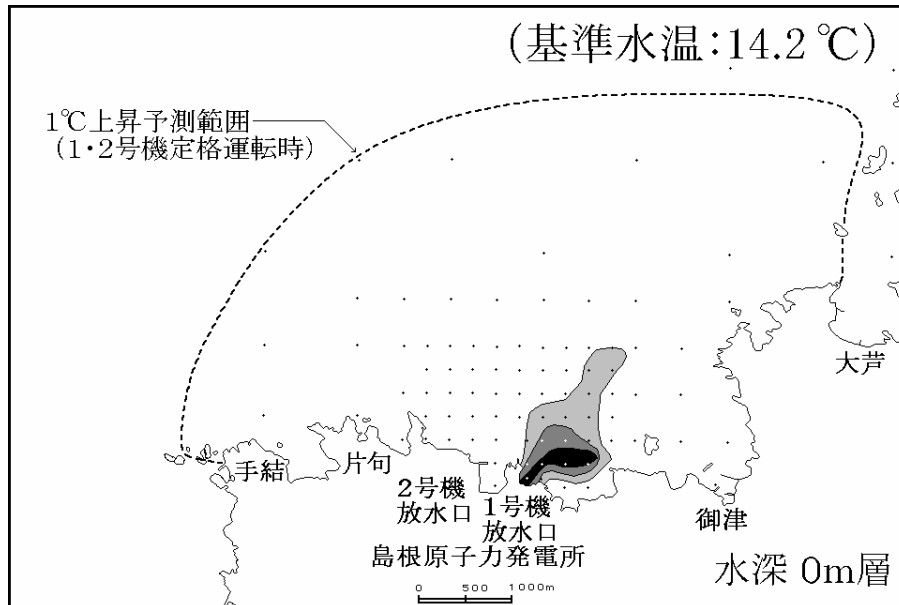 (基準水温:14.2℃)
1℃上昇予測範囲
(1・2号機定格運転時)
大芦
手結
片句
2号機
放水口
1号機
放水口
御津
島根原子力発電所
水深 0m層
0 500 1000m